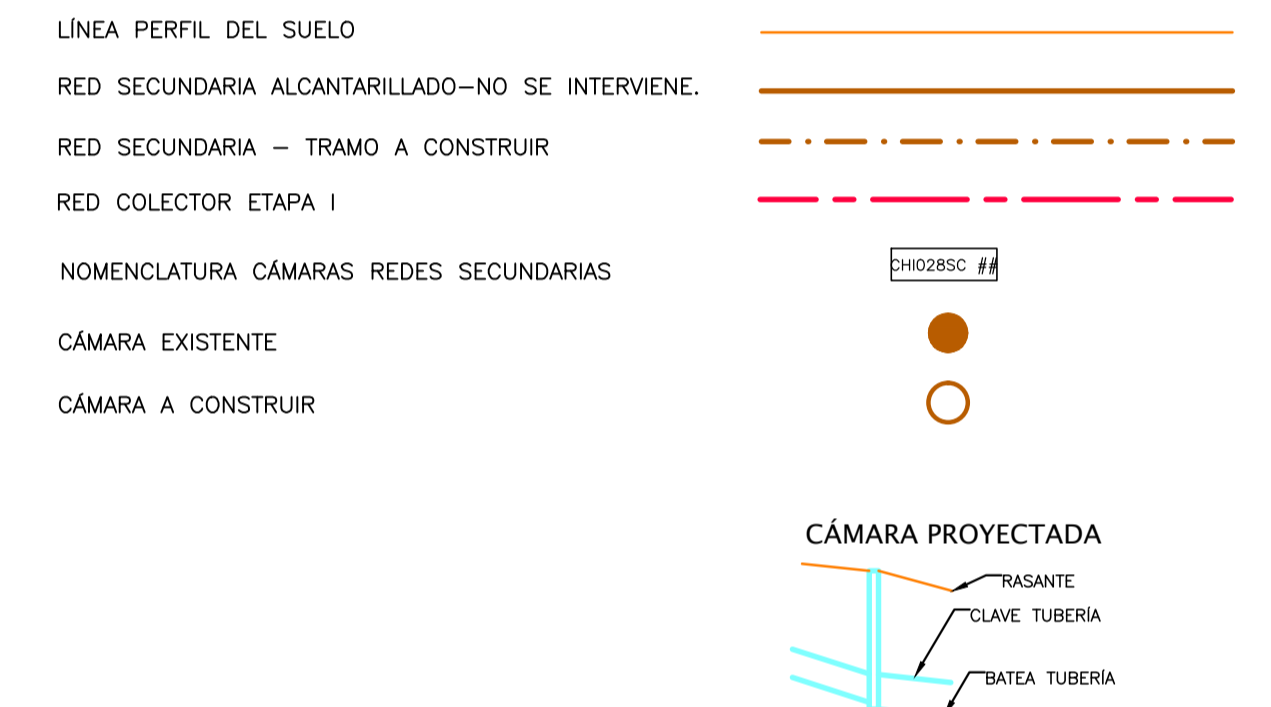 LÍNEA PERFIL DEL SUELO
RED SECUNDARIA ALCANTARILLADO-NO SE INTERVIENE.
RED SECUNDARIA - TRAMO A CONSTRUIR
RED COLECTOR ETAPA I
NOMENCLATURA CÁMARAS REDES SECUNDARIAS CHI028SC ##
CÁMARA EXISTENTE
CÁMARA A CONSTRUIR
CÁMARA PROYECTADA
RASANTE
CLAVE TUBERÍA
BATEA TUBERÍA